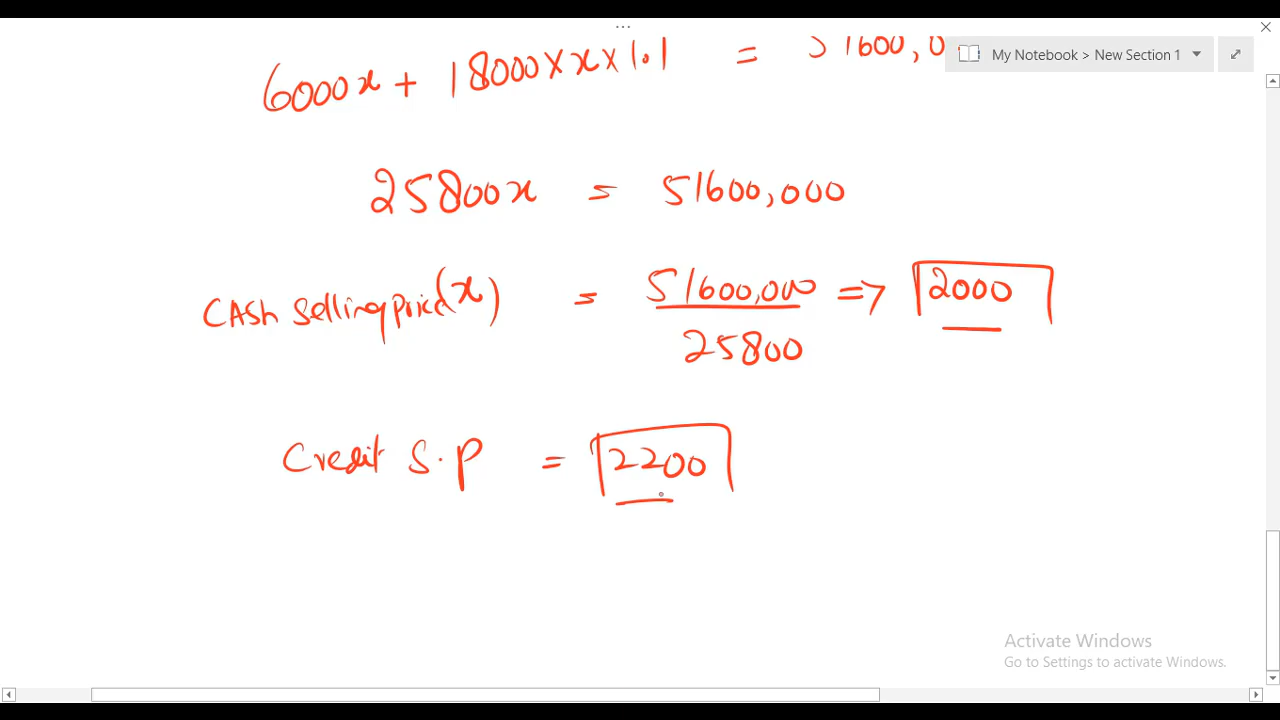 My Notebook > New Section 1
6000x + 18000×x×1.1 = 51600,0
25800x = 51600,000
CASh Selling price(x) = 51600,000 / 25800 => 2000
Credit S.P = 2200
Activate Windows
Go to Settings to activate Windows.